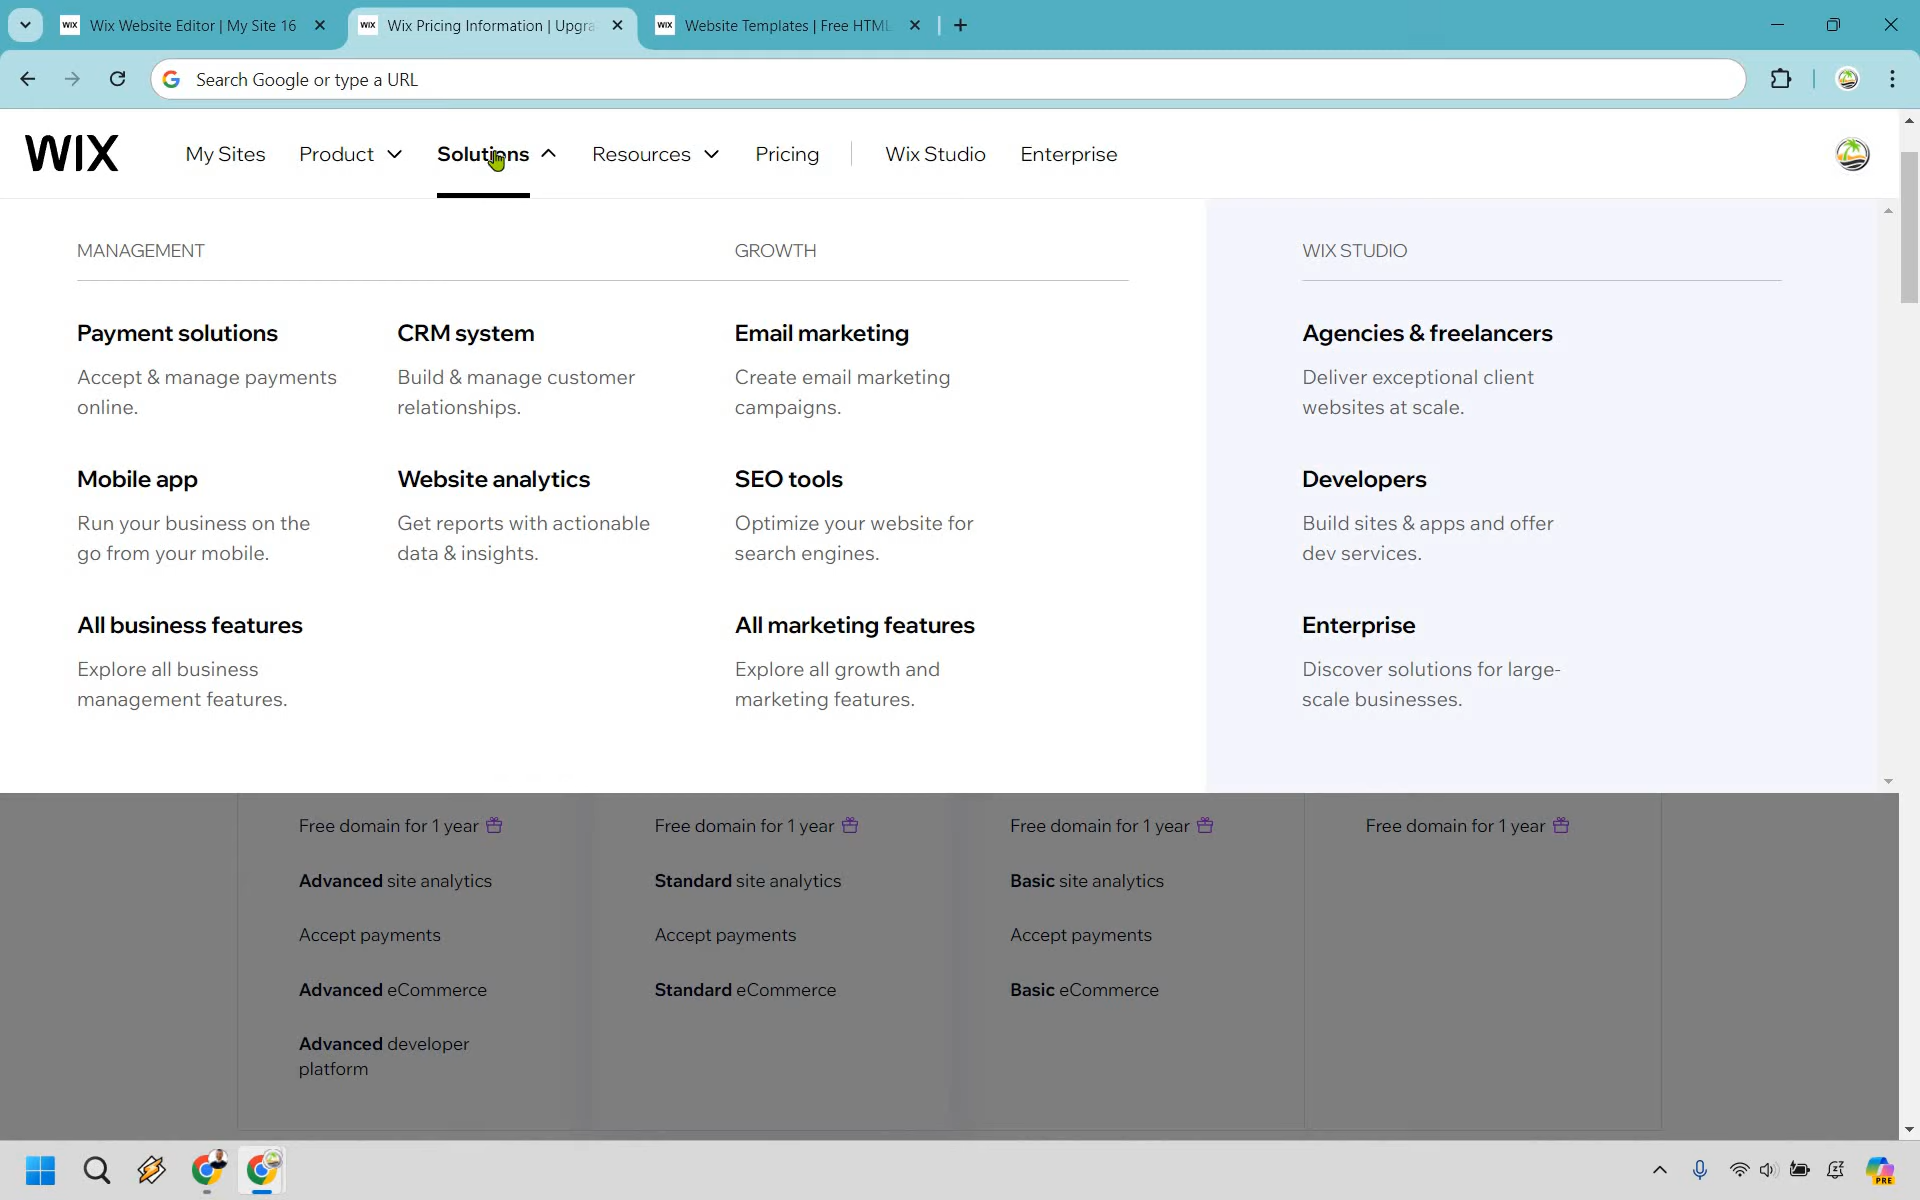 WIX Wix Website Editor | My Site 16
WIX Wix Pricing Information | Upgra
WIX Website Templates | Free HTML
Search Google or type a URL
WIX
My Sites
Product
Solutions
Resources
Pricing
Wix Studio
Enterprise
MANAGEMENT
Payment solutions
Accept & manage payments
online.
CRM system
Build & manage customer
relationships.
Mobile app
Run your business on the
go from your mobile.
Website analytics
Get reports with actionable
data & insights.
All business features
Explore all business
management features.
GROWTH
Email marketing
Create email marketing
campaigns.
SEO tools
Optimize your website for
search engines.
All marketing features
Explore all growth and
marketing features.
WIX STUDIO
Agencies & freelancers
Deliver exceptional client
websites at scale.
Developers
Build sites & apps and offer
dev services.
Enterprise
Discover solutions for large-
scale businesses.
Free domain for 1 year
Advanced site analytics
Accept payments
Advanced eCommerce
Advanced developer
platform
Free domain for 1 year
Standard site analytics
Accept payments
Standard eCommerce
Free domain for 1 year
Basic site analytics
Accept payments
Basic eCommerce
Free domain for 1 year
PRE